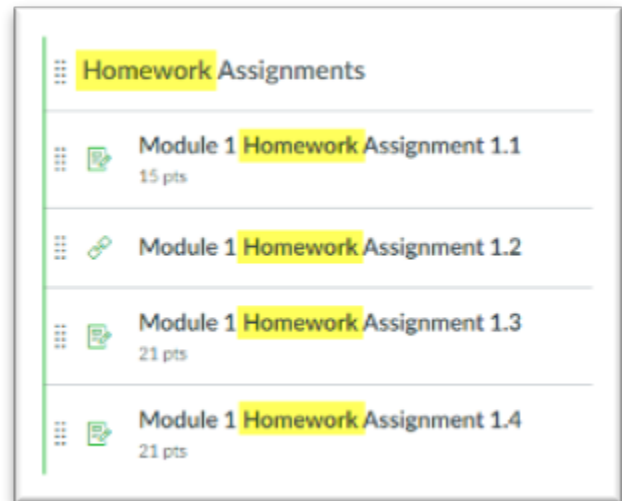 Homework Assignments
Module 1 Homework Assignment 1.1
15 pts
Module 1 Homework Assignment 1.2
Module 1 Homework Assignment 1.3
21 pts
Module 1 Homework Assignment 1.4
21 pts